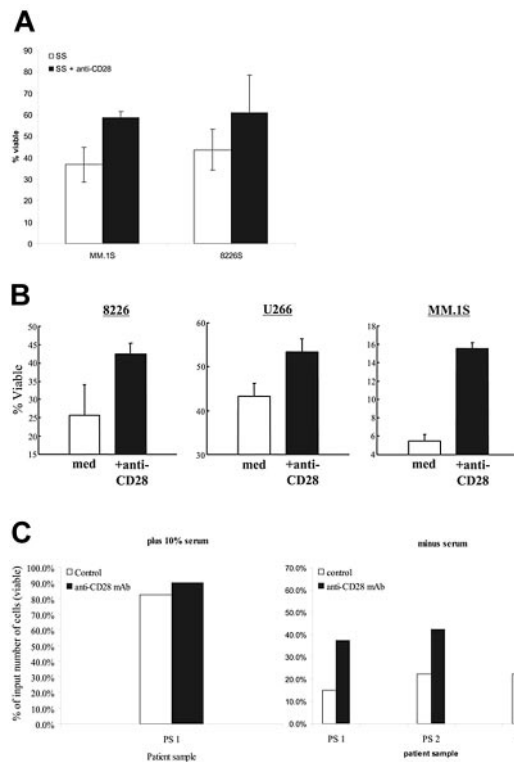 A
SS
SS + anti-CD28
90
80
70
60
50
40
30
20
10
0
% viable
MM.1S
8226S
B
8226
U266
MM.1S
% Viable
45
40
35
30
25
20
15
60
50
40
30
16
14
12
10
8
6
4
med
+anti-
CD28
med
+anti-
CD28
med
+anti-
CD28
C
plus 10% serum
minus serum
% of input number of cells (viable)
Control
anti-CD28 mAb
100.0%
90.0%
80.0%
70.0%
60.0%
50.0%
40.0%
30.0%
20.0%
10.0%
0.0%
PS 1
Patient sample
control
anti-CD28 mAb
70.0%
60.0%
50.0%
40.0%
30.0%
20.0%
10.0%
0.0%
PS 1
PS 2
patient sample